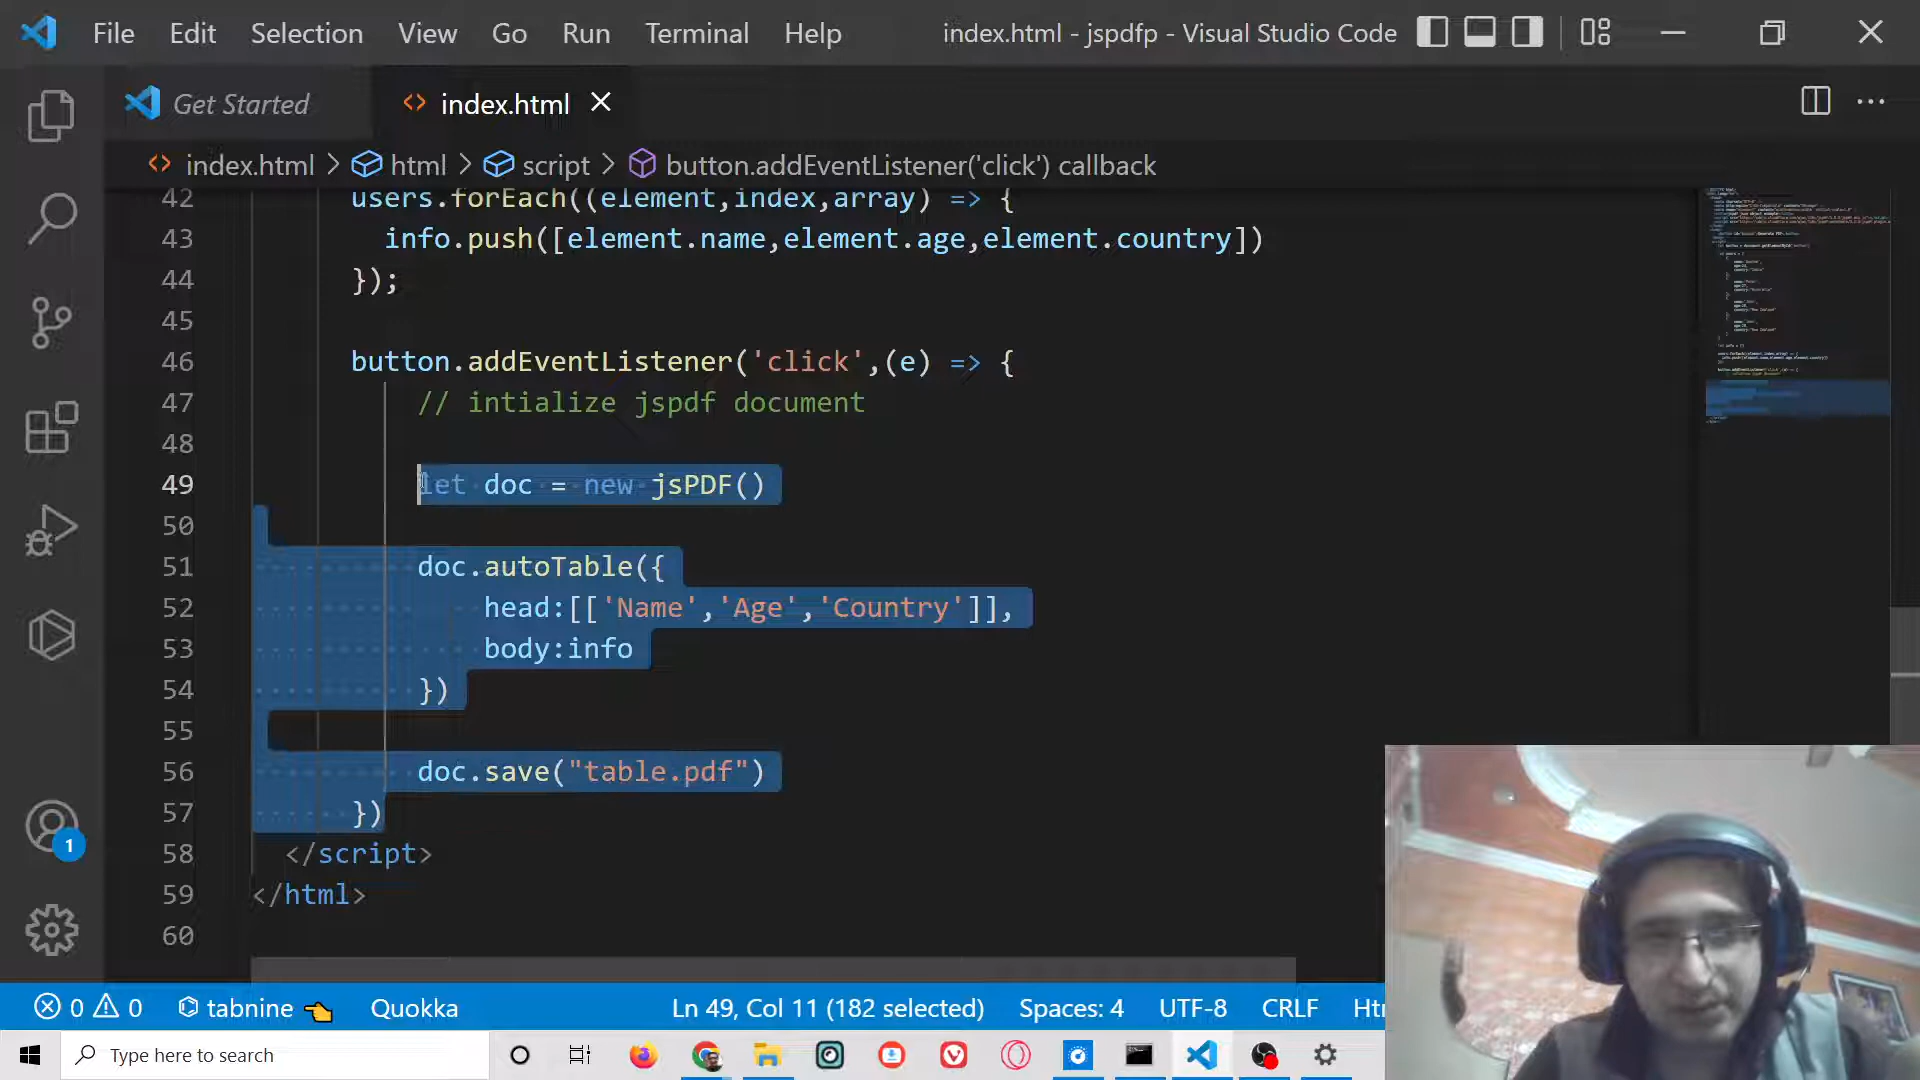 File Edit Selection View Go Run Terminal Help index.html - jspdfp - Visual Studio Code
Get Started index.html
index.html > html > script > button.addEventListener('click') callback
42 users.forEach((element,index,array) => {
43 info.push([element.name,element.age,element.country])
44 });
45
46 button.addEventListener('click',(e) => {
47 // intialize jspdf document
48
49 let doc = new jsPDF()
50
51 doc.autoTable({
52 head:[['Name','Age','Country']],
53 body:info
54 })
55
56 doc.save("table.pdf")
57 })
58 </script>
59 </html>
60
1
0 0 tabnine Quokka Ln 49, Col 11 (182 selected) Spaces: 4 UTF-8 CRLF
Type here to search